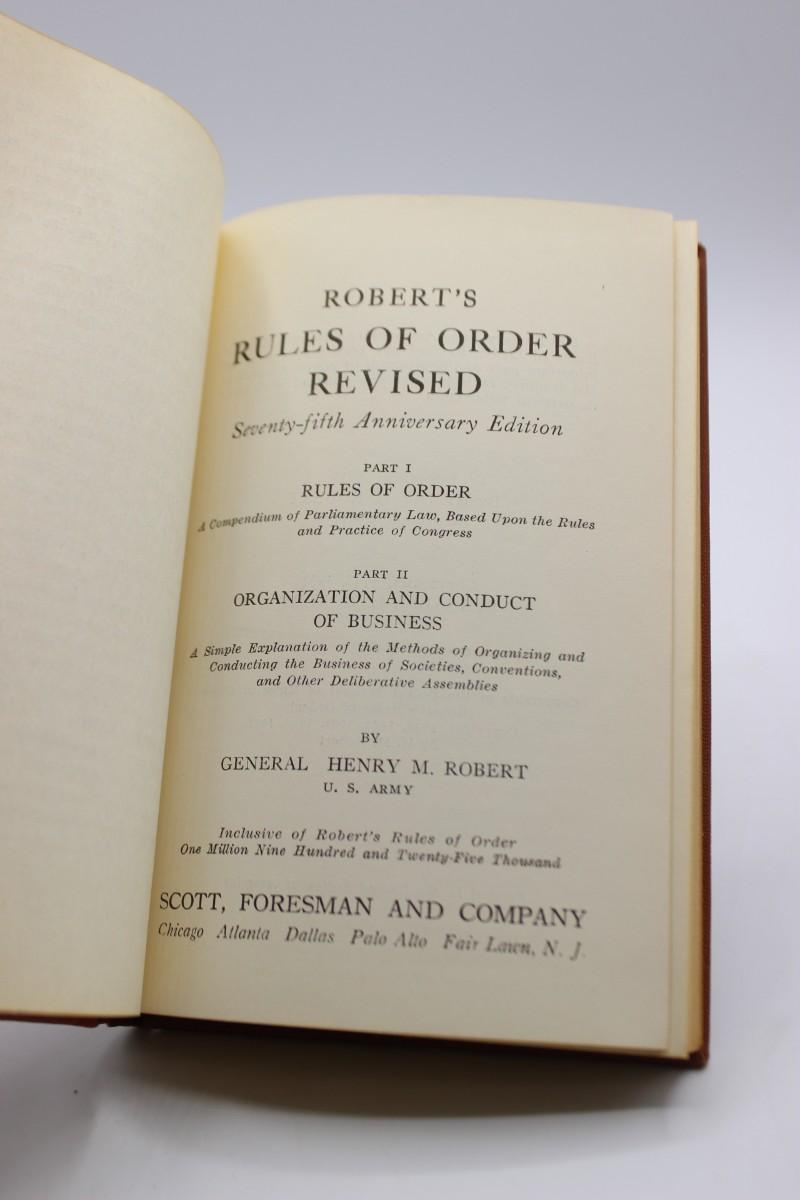 ROBERT'S
RULES OF ORDER
REVISED
Seventy-fifth Anniversary Edition
PART I
RULES OF ORDER
A Compendium of Parliamentary Law, Based Upon the Rules
and Practice of Congress
PART II
ORGANIZATION AND CONDUCT
OF BUSINESS
A Simple Explanation of the Methods of Organizing and
Conducting the Business of Societies, Conventions,
and Other Deliberative Assemblies
BY
GENERAL HENRY M. ROBERT
U. S. ARMY
Inclusive of Robert's Rules of Order
One Million Nine Hundred and Twenty-Five Thousand
SCOTT, FORESMAN AND COMPANY
Chicago Atlanta Dallas Palo Alto Fair Lawn, N. J.